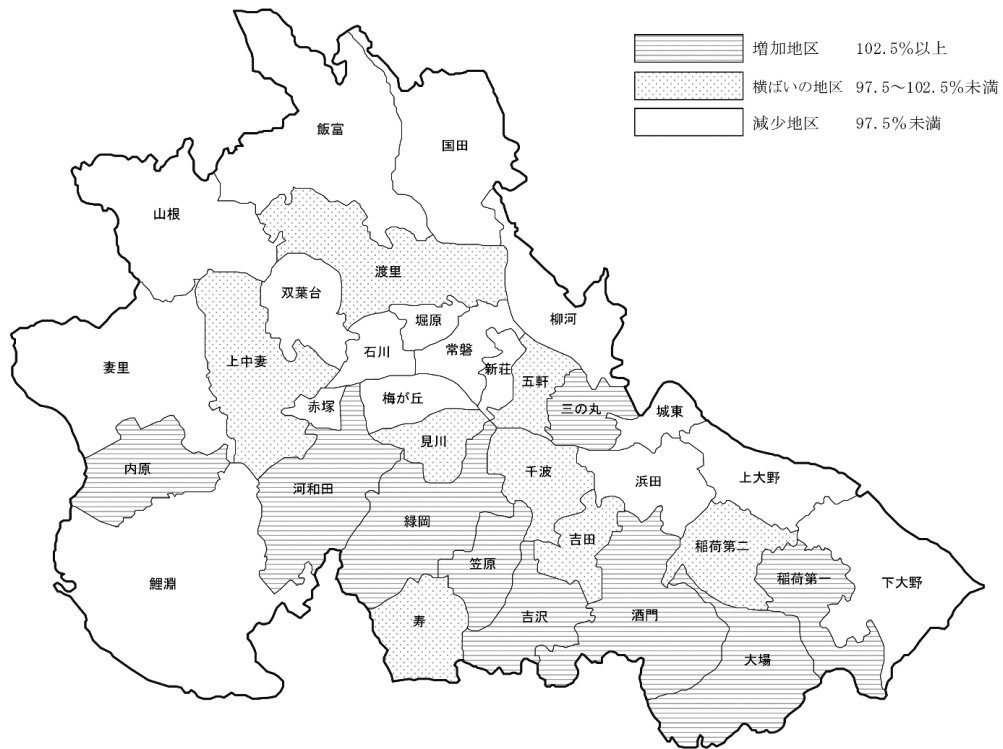 増加地区 102.5%以上
横ばいの地区 97.5～102.5%未満
減少地区 97.5%未満
飯富
国田
山根
渡里
双葉台
柳河
堀原
石川
常磐
妻里
上中妻
新荘
五軒
赤塚
梅が丘
三の丸
城東
見川
内原
千波
浜田
上大野
河和田
緑岡
吉田
稲荷第二
笠原
稲荷第一
鯉淵
下大野
寿
吉沢
酒門
大場